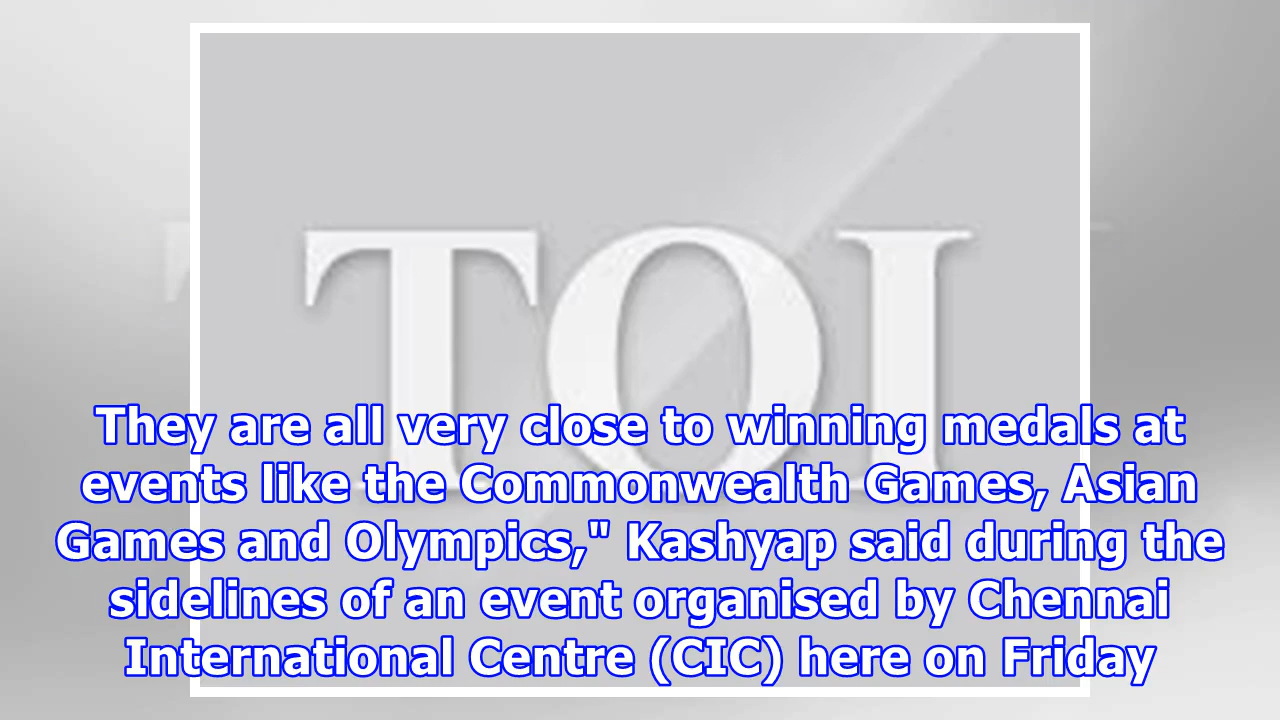 TOI
They are all very close to winning medals at
events like the Commonwealth Games, Asian
Games and Olympics," Kashyap said during the
sidelines of an event organised by Chennai
International Centre (CIC) here on Friday